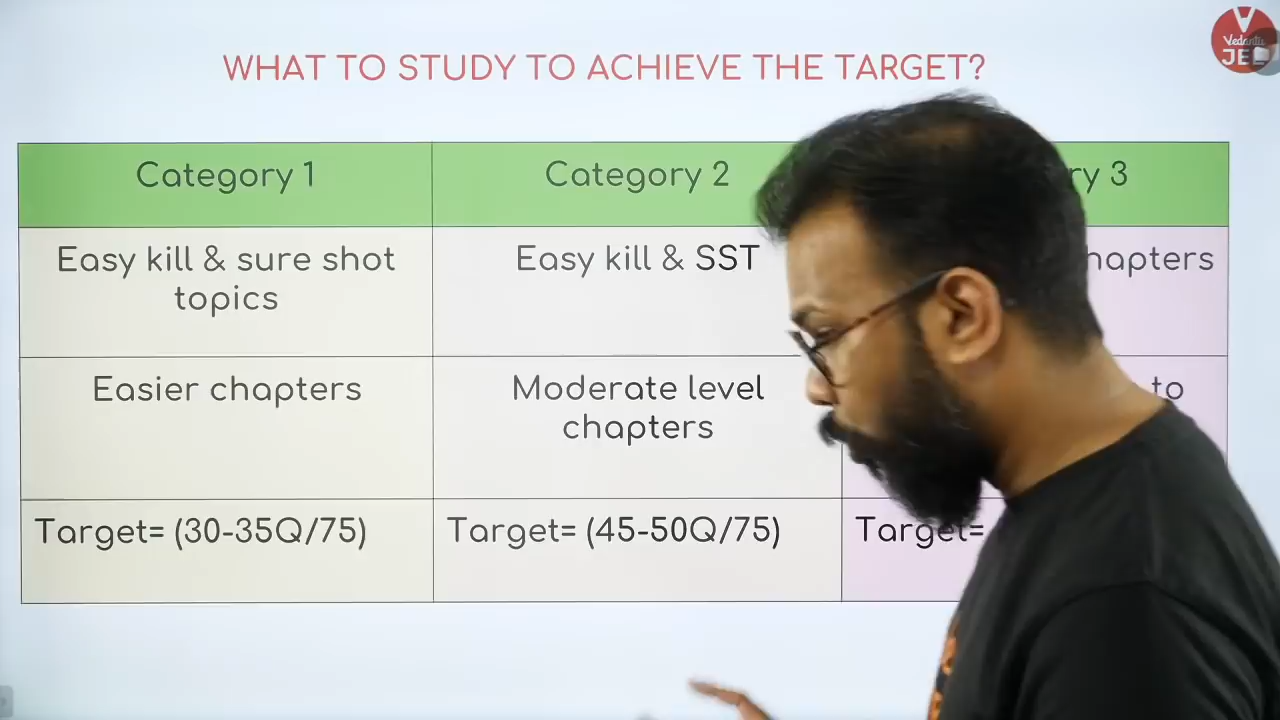 WHAT TO STUDY TO ACHIEVE THE TARGET?
Vedantu
JEE
Category 1
Category 2
ry 3
Easy kill & sure shot
topics
Easy kill & SST
hapters
Easier chapters
Moderate level
chapters
to
Target= (30-35Q/75)
Target= (45-50Q/75)
Target=